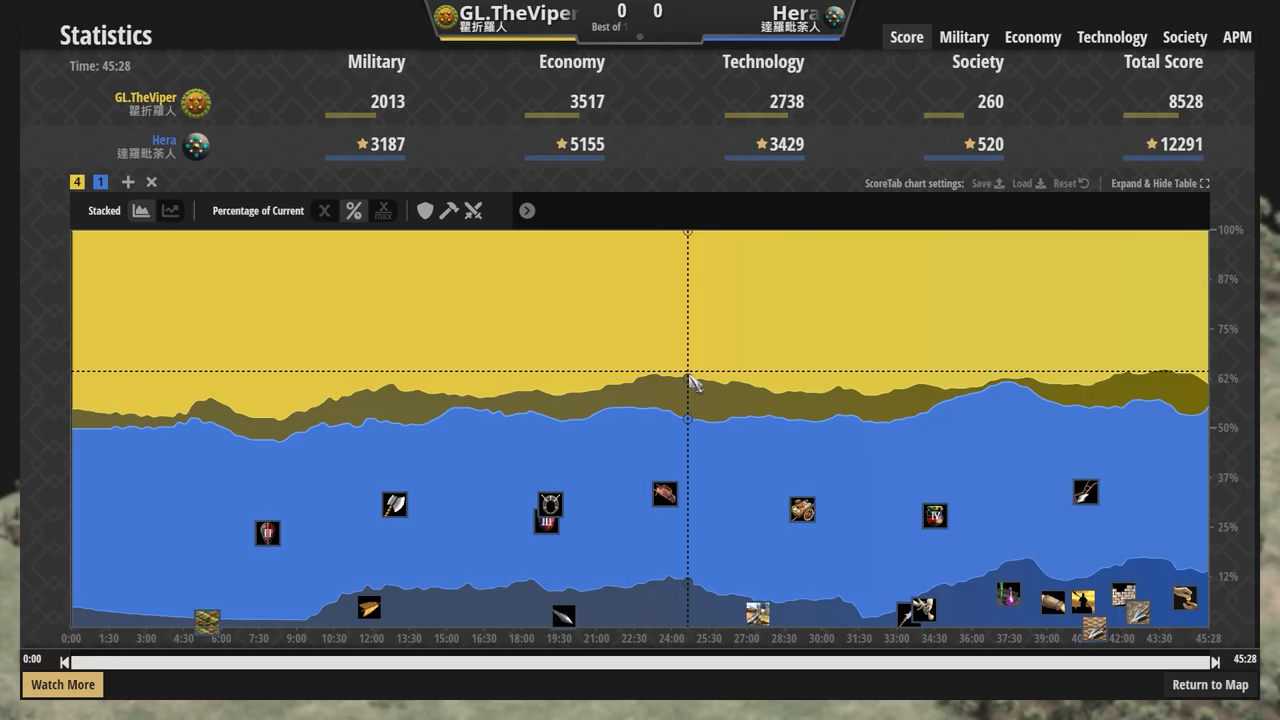 GL.TheViper 0 0 Hera
瞿折羅人 Best of 達羅毗荼人
Statistics
Score Military Economy Technology Society APM
Time: 45:28 Military Economy Technology Society Total Score
GL.TheViper
瞿折羅人
2013 3517 2738 260 8528
Hera
達羅毗荼人
3187 5155 3429 520 12291
4 1
ScoreTab chart settings: Save Load Reset Expand & Hide Table
Stacked Percentage of Current X % X max
100%
87%
75%
62%
50%
37%
25%
12%
II
III
IV
0:00 1:30 3:00 4:30 6:00 7:30 9:00 10:30 12:00 13:30 15:00 16:30 18:00 19:30 21:00 22:30 24:00 25:30 27:00 28:30 30:00 31:30 33:00 34:30 36:00 37:30 39:00 42:00 43:30 45:28
0:00 45:28
Watch More Return to Map